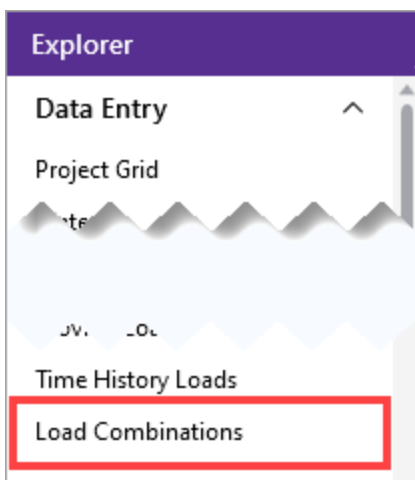 Explorer
Data Entry
Project Grid
Time History Loads
Load Combinations